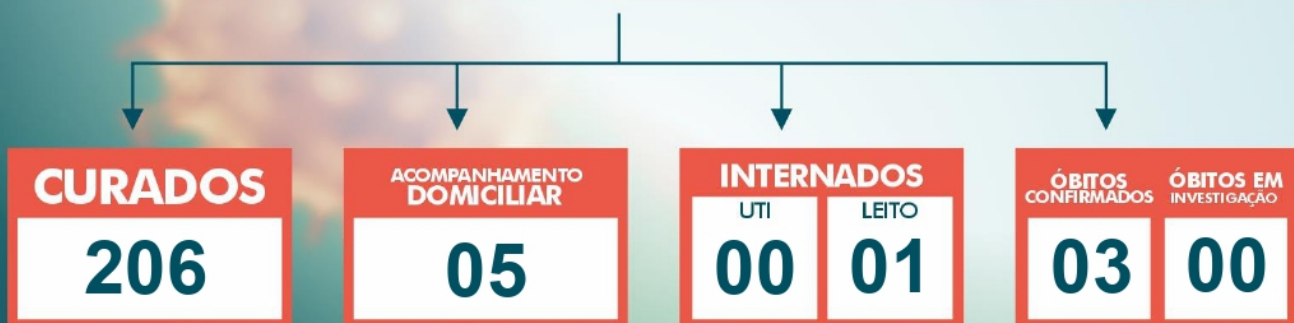 CURADOS
206
ACOMPANHAMENTO
DOMICILIAR
05
INTERNADOS
UTI
00
LEITO
01
ÓBITOS
CONFIRMADOS
03
ÓBITOS EM
INVESTIGAÇÃO
00